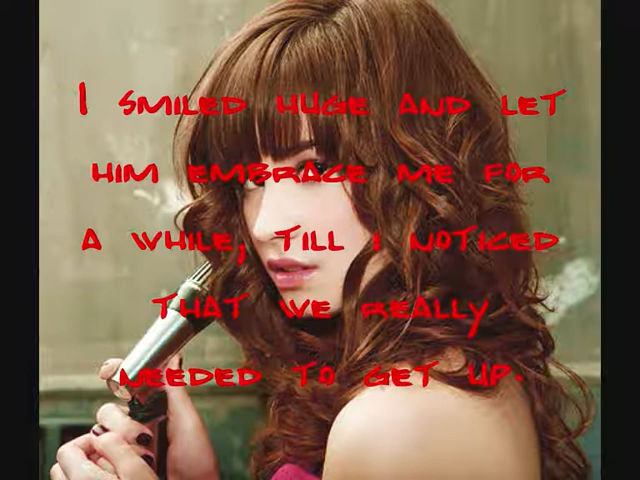 I smiled huge and let
him embrace me for
a while, till i noticed
that we really
needed to get up.